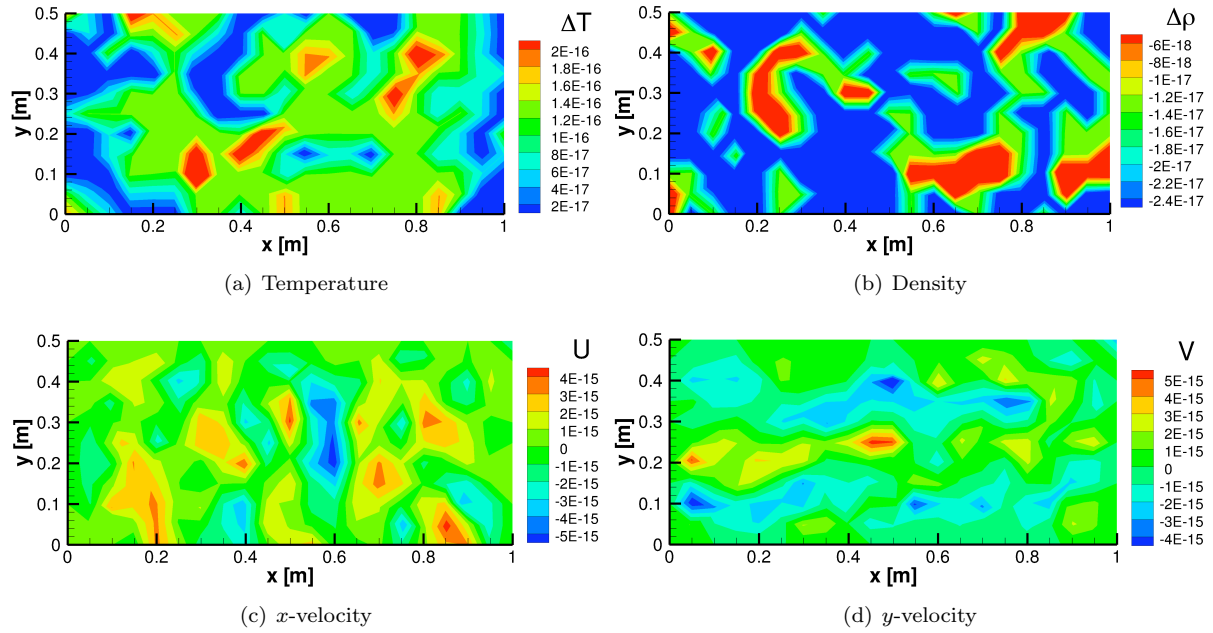 ΔT
0.5
0.4
0.3
0.2
0.1
0
y [m]
0 0.2 0.4 0.6 0.8 1
x [m]
2E-16
1.8E-16
1.6E-16
1.4E-16
1E-16
8E-17
4E-17
2E-17
(a) Temperature
Δρ
0.5
0.4
0.3
0.2
0.1
0
y [m]
0 0.2 0.4 0.6 0.8 1
x [m]
-6E-18
-8E-18
-1E-17
-1.2E-17
-1.4E-17
-1.6E-17
-1.8E-17
-2E-17
-2.2E-17
-2.4E-17
(b) Density
U
0.5
0.4
0.3
0.2
0.1
0
y [m]
0 0.2 0.4 0.6 0.8 1
x [m]
4E-15
3E-15
2E-15
1E-15
0
-1E-15
-2E-15
-3E-15
-4E-15
-5E-15
(c) x-velocity
V
0.5
0.4
0.3
0.2
0.1
0
y [m]
0 0.2 0.4 0.6 0.8 1
x [m]
5E-15
4E-15
3E-15
2E-15
1E-15
0
-1E-15
-2E-15
-3E-15
-4E-15
(d) y-velocity